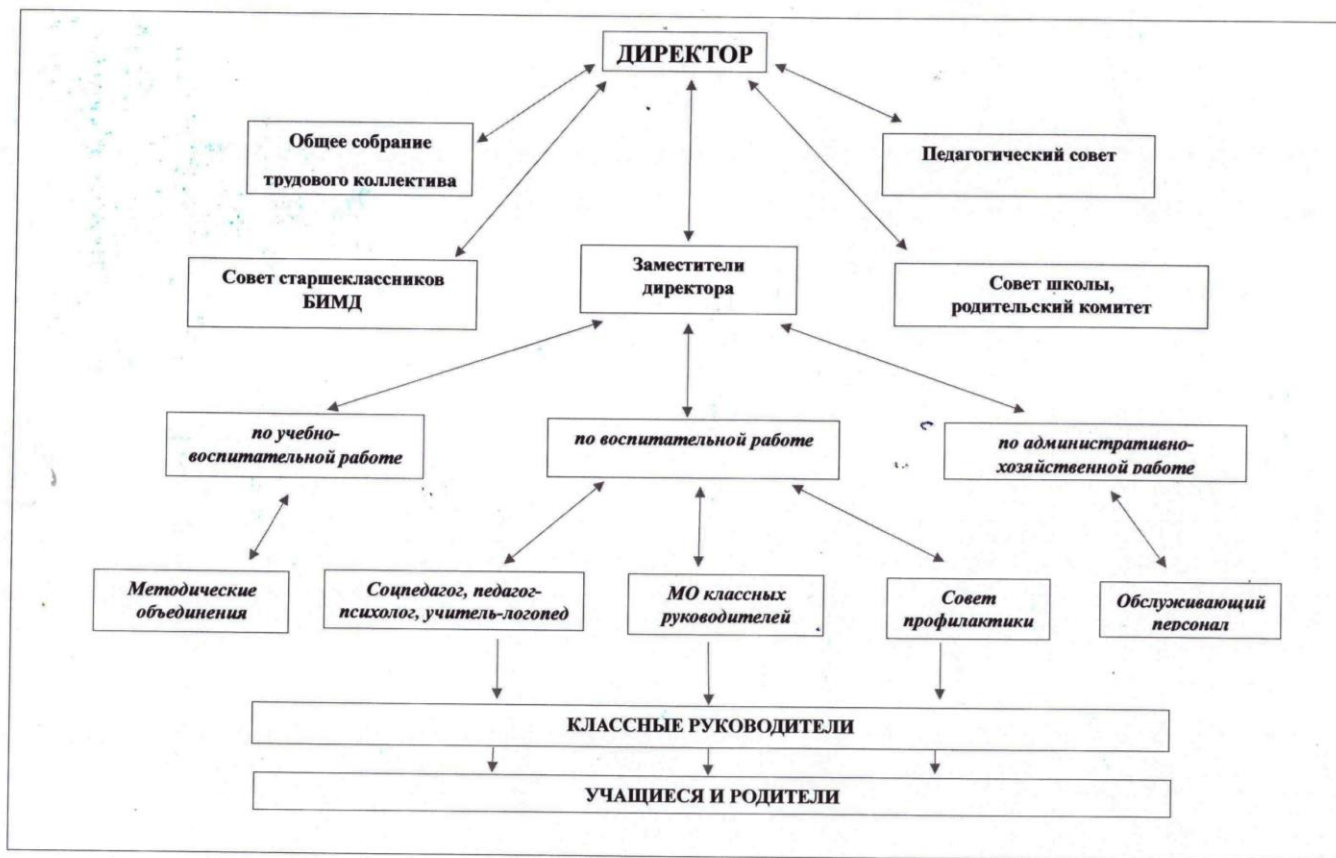 ДИРЕКТОР
Общее собрание
трудового коллектива
Педагогический совет
Совет старшеклассников
БИМД
Заместители
директора
Совет школы,
родительский комитет
по учебно-
воспитательной работе
по воспитательной работе
по административно-
хозяйственной работе
Методические
объединения
Соцпедагог, педагог-
психолог, учитель-логопед
МО классных
руководителей
Совет
профилактики
Обслуживающий
персонал
КЛАССНЫЕ РУКОВОДИТЕЛИ
УЧАЩИЕСЯ И РОДИТЕЛИ